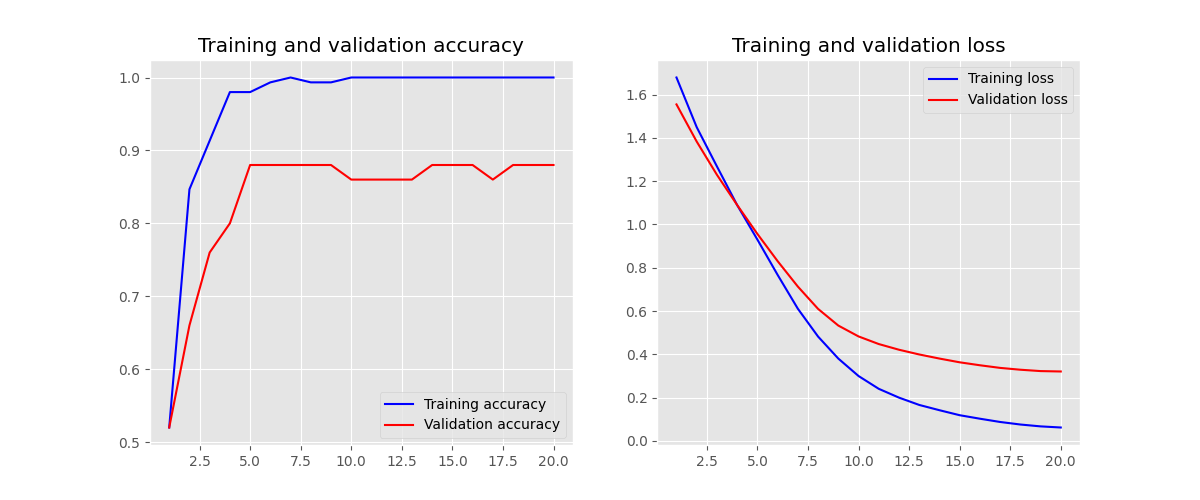 Training and validation accuracy
1.0
0.9
0.8
0.7
0.6
0.5
Training accuracy
Validation accuracy
2.5 5.0 7.5 10.0 12.5 15.0 17.5 20.0
Training and validation loss
Training loss
Validation loss
1.6
1.4
1.2
1.0
0.8
0.6
0.4
0.2
0.0
2.5 5.0 7.5 10.0 12.5 15.0 17.5 20.0